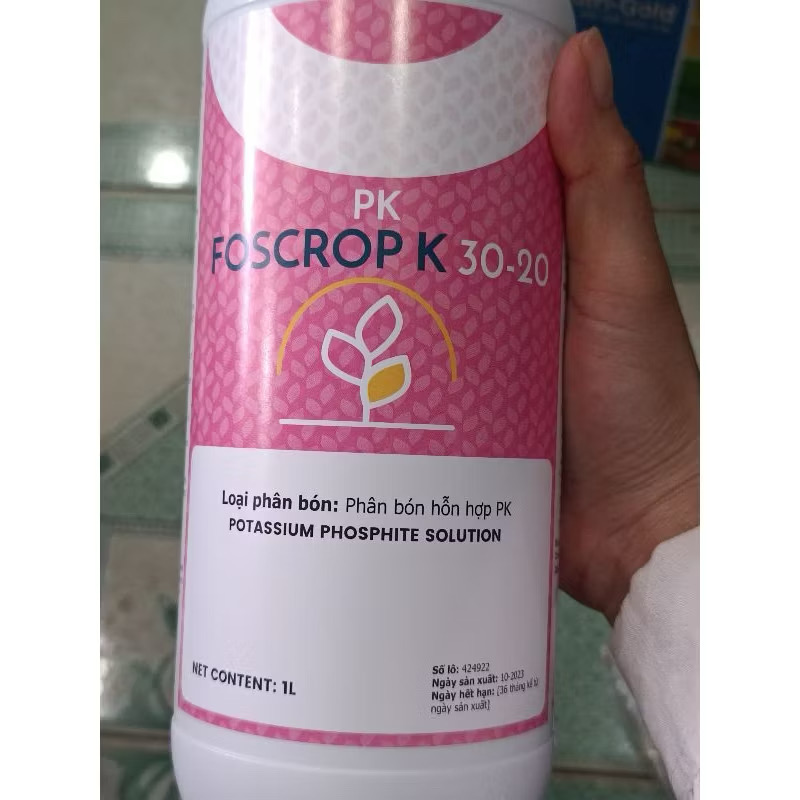 PK
FOSCROP K 30-20
Loại phân bón: Phân bón hỗn hợp PK
POTASSIUM PHOSPHITE SOLUTION
NET CONTENT: 1L
Số lô: 424922
Ngày sản xuất: 10-2023
Ngày hết hạn: [36 tháng kể từ
ngày sản xuất]